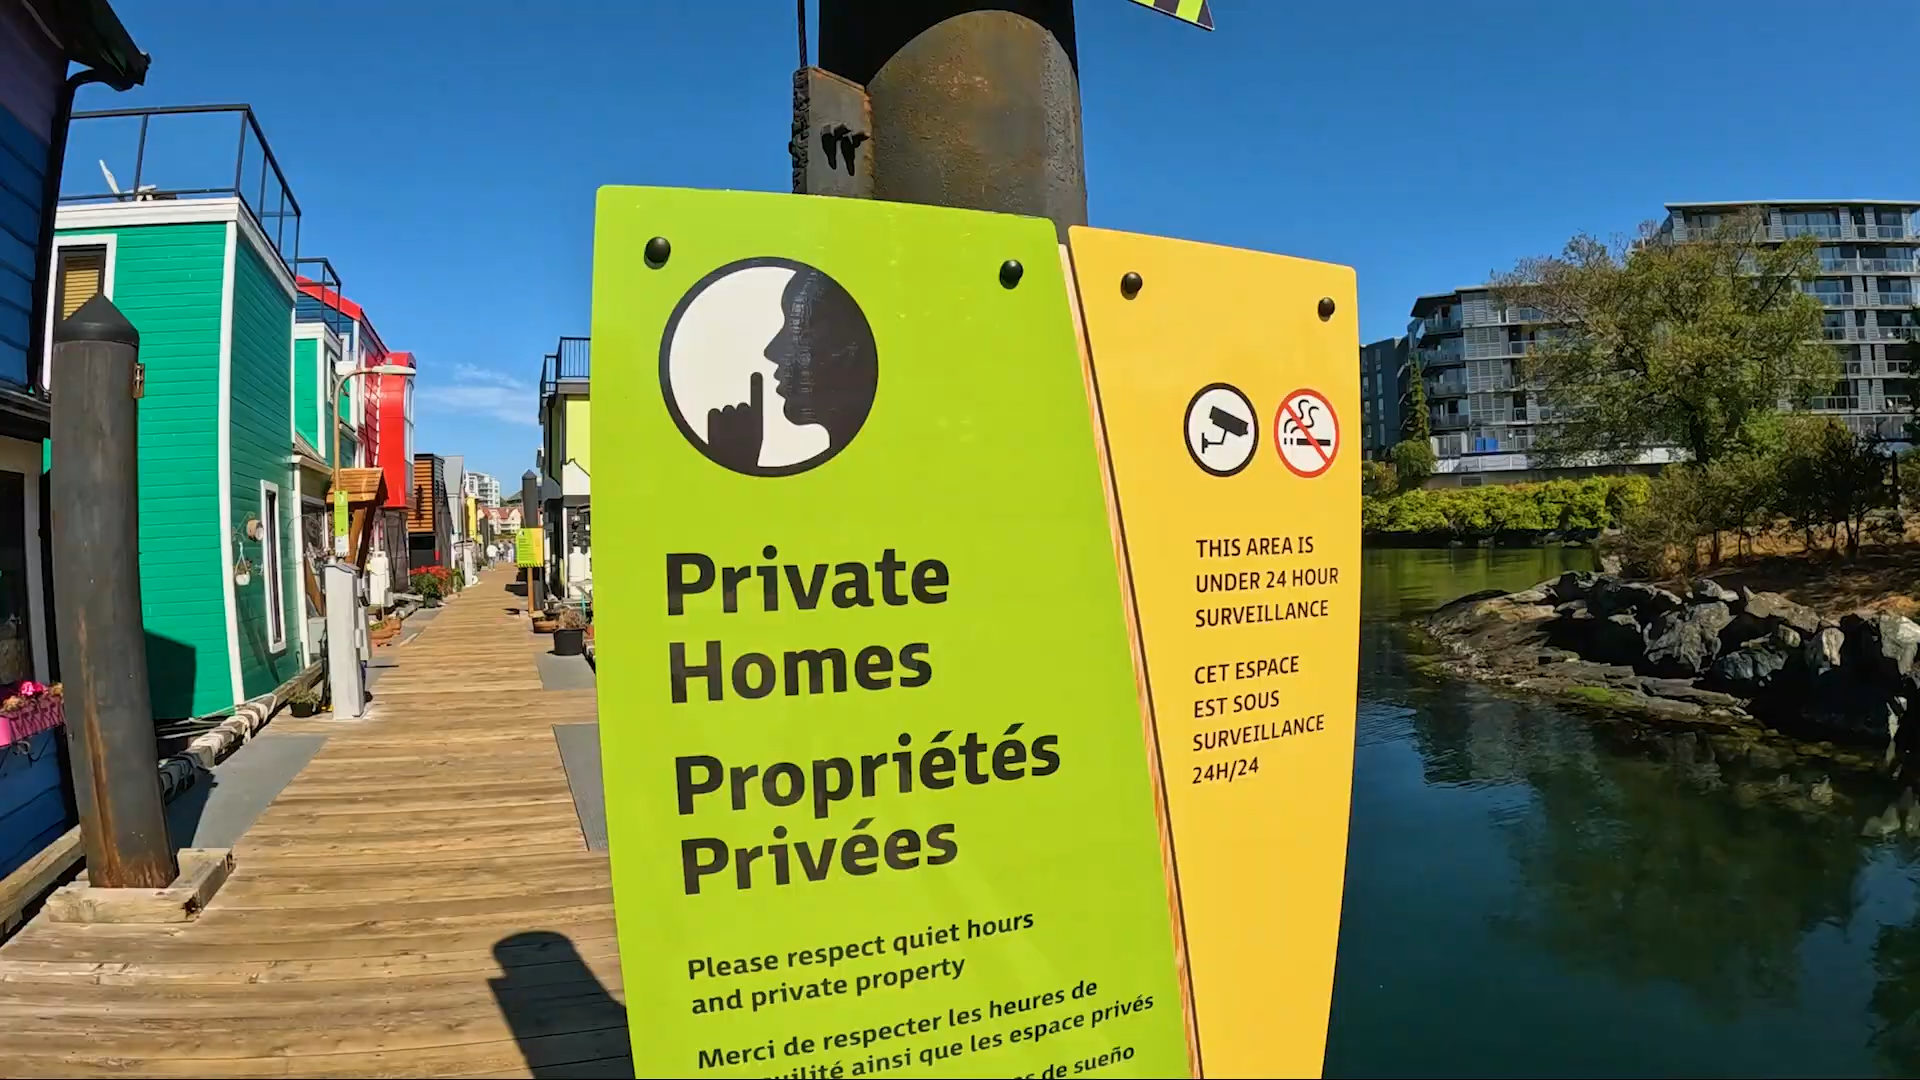 Private
Homes
Propriétés
Privées
Please respect quiet hours
and private property
Merci de respecter les heures de
ainsi que les espace privés
de sueño
THIS AREA IS
UNDER 24 HOUR
SURVEILLANCE
CET ESPACE
EST SOUS
SURVEILLANCE
24H/24